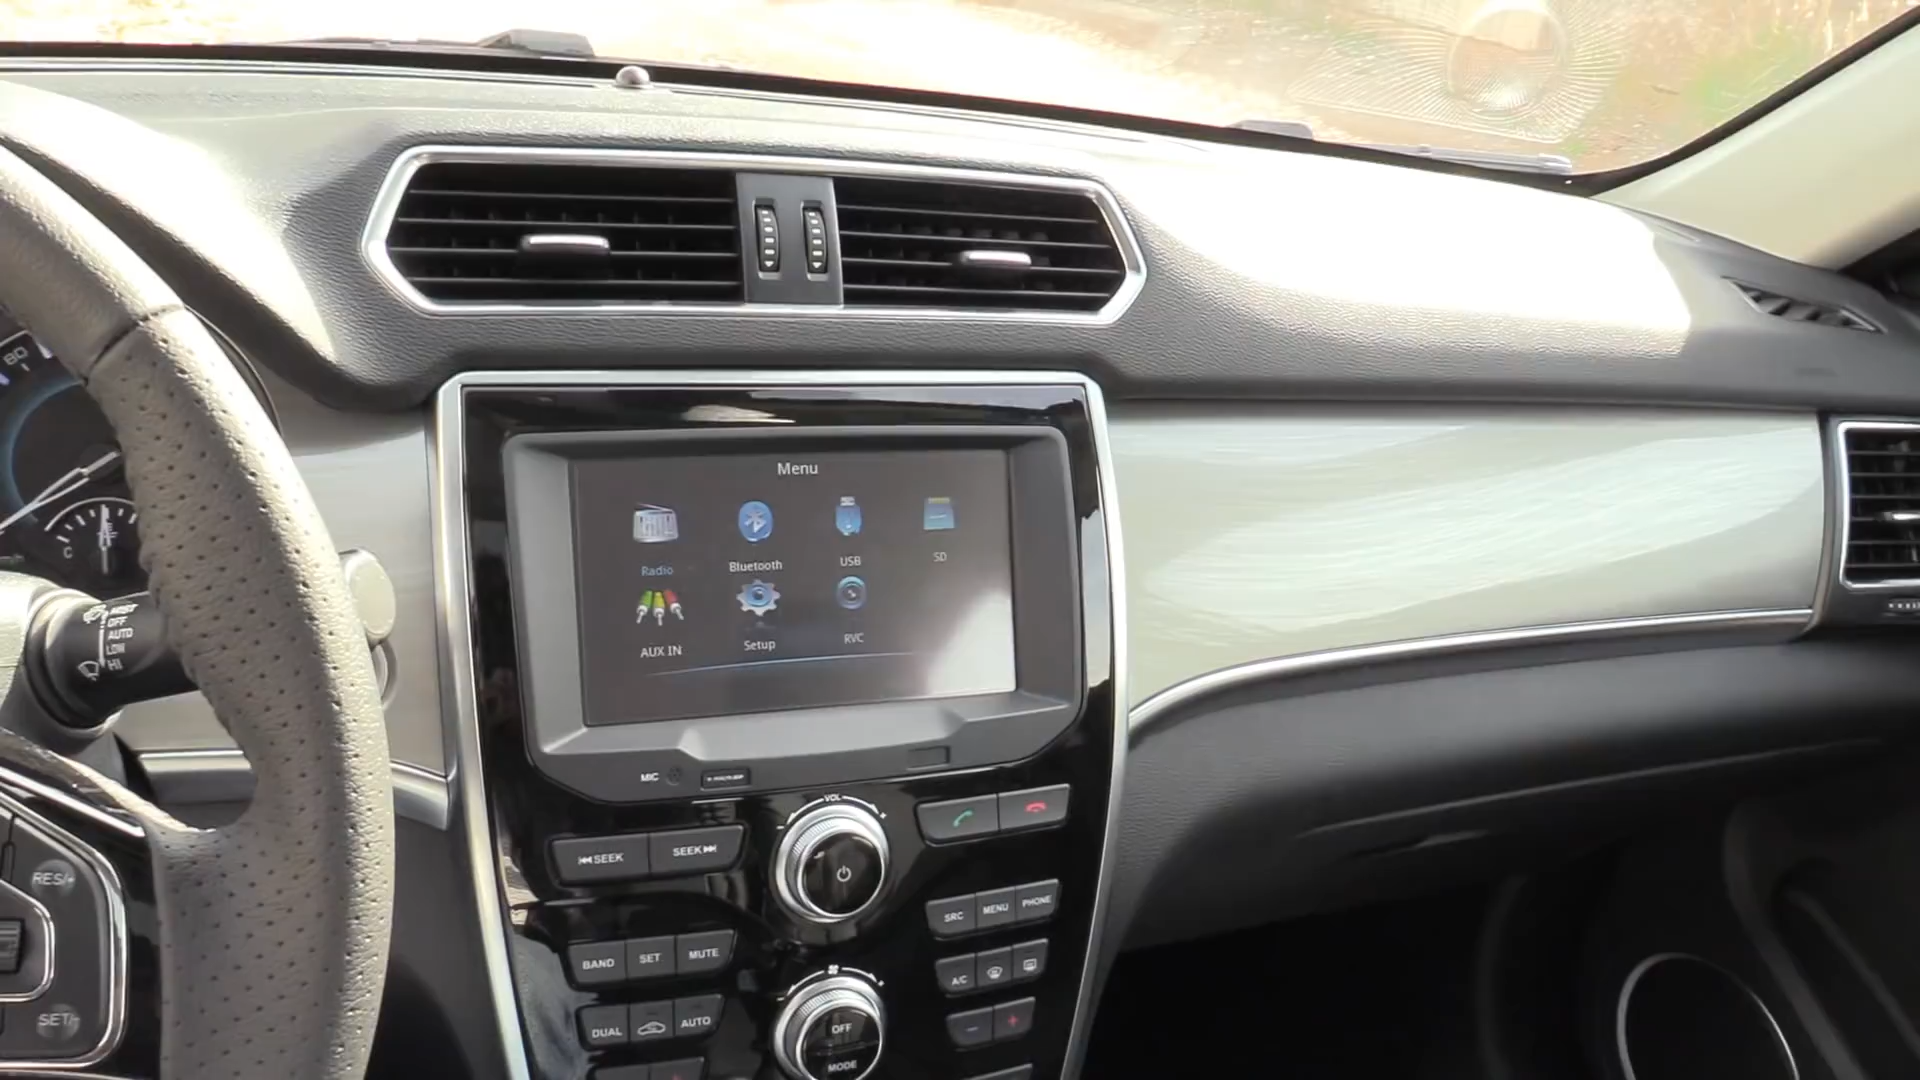 80
Menu
Radio
Bluetooth
USB
SD
AUX IN
Setup
RVC
C
MIST
OFF
AUTO
LOW
HI
MIC
VOL
SEEK
SEEK
SRC
MENU
PHONE
BAND
SET
MUTE
A/C
DUAL
AUTO
OFF
MODE
- +
RES/+
SET/-